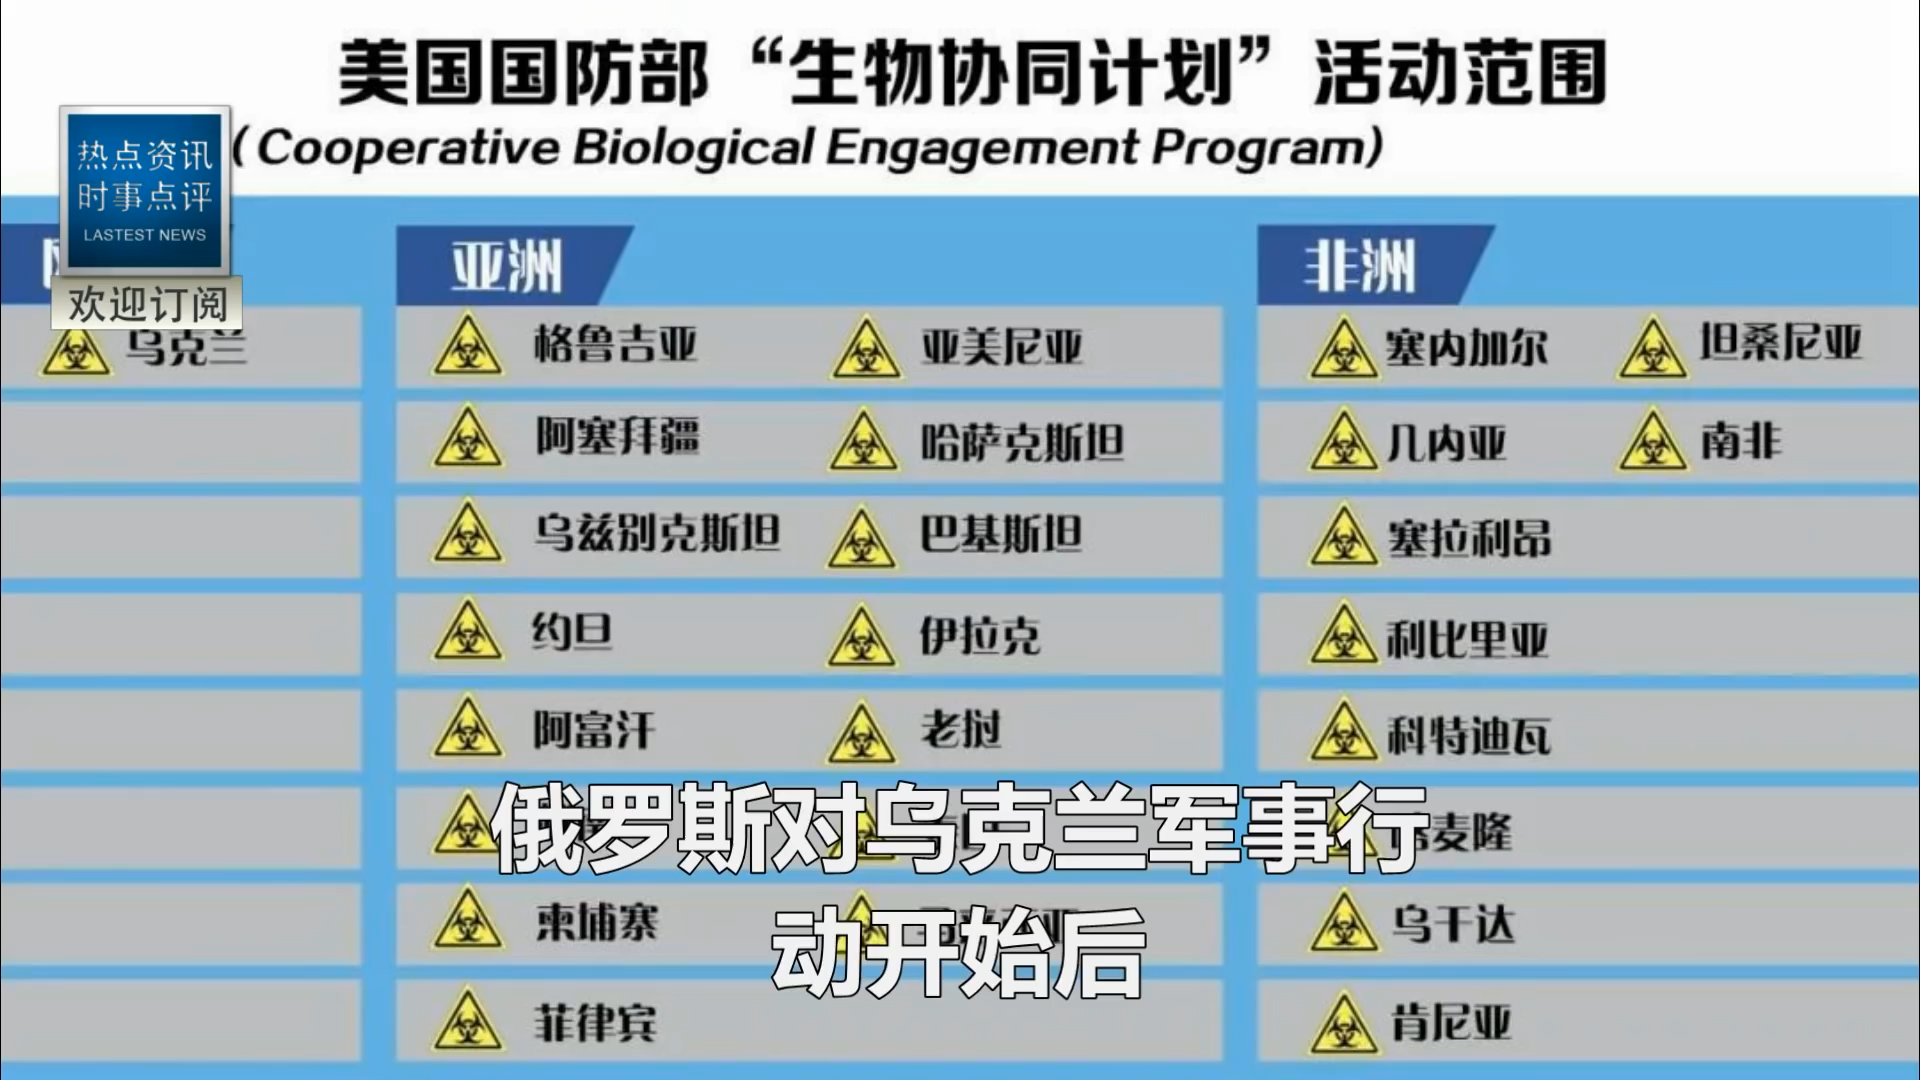 美国国防部“生物协同计划”活动范围
(Cooperative Biological Engagement Program)
热点资讯
时事点评
LASTEST NEWS
欢迎订阅
亚洲
非洲
乌克兰
格鲁吉亚 亚美尼亚
塞内加尔 坦桑尼亚
阿塞拜疆 哈萨克斯坦
几内亚 南非
乌兹别克斯坦 巴基斯坦
塞拉利昂
约旦 伊拉克
利比里亚
阿富汗 老挝
科特迪瓦
俄罗斯对乌克兰军事行
动开始后
麦隆
柬埔寨
乌干达
菲律宾
肯尼亚